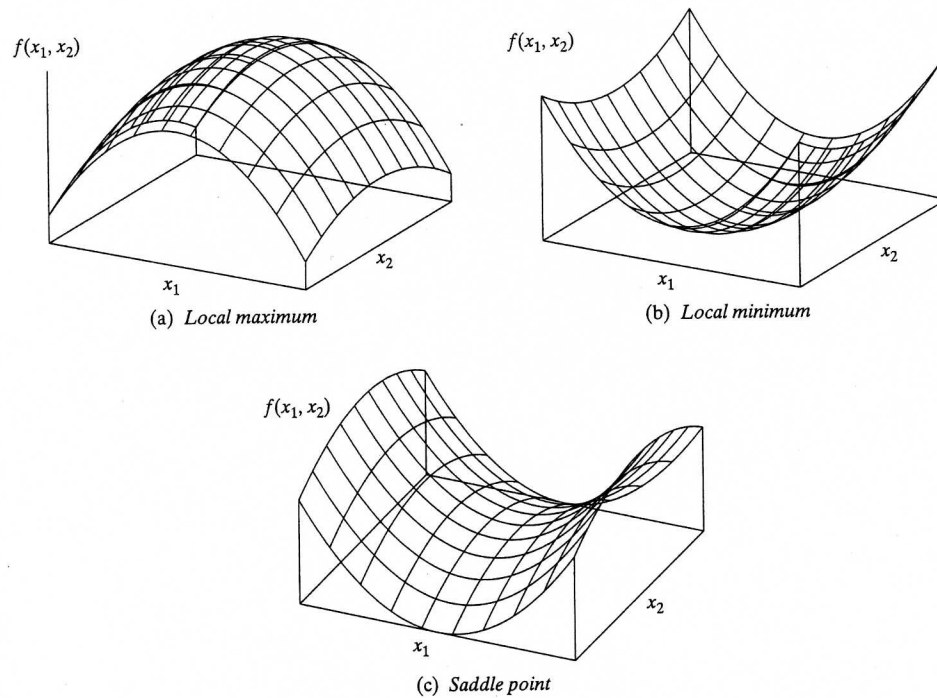 f(x₁, x₂)
x₁
x₂
(a) Local maximum
f(x₁, x₂)
x₁
x₂
(b) Local minimum
f(x₁, x₂)
x₁
x₂
(c) Saddle point